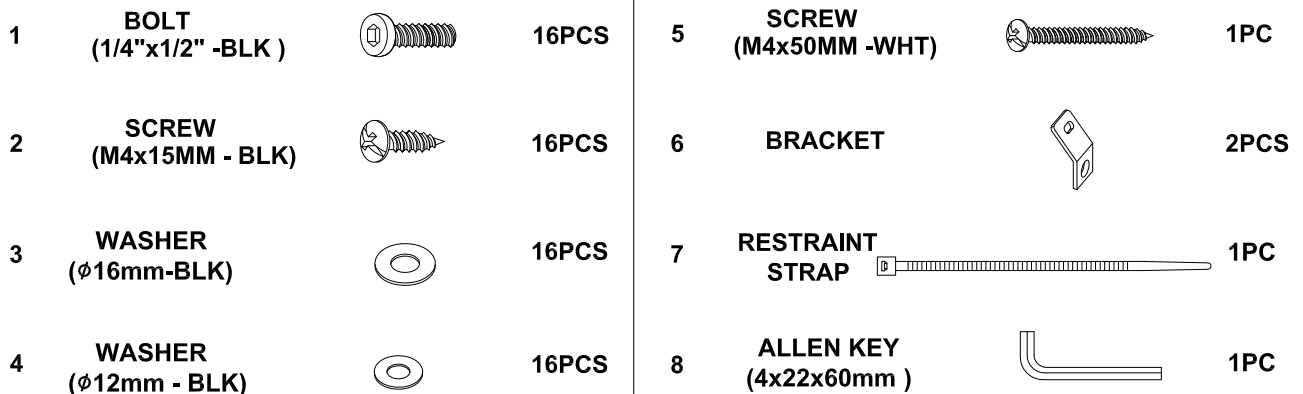 1 BOLT 16PCS
(1/4"x1/2" -BLK )
2 SCREW 16PCS
(M4x15MM - BLK)
3 WASHER 16PCS
(ϕ16mm-BLK)
4 WASHER 16PCS
(ϕ12mm - BLK)
5 SCREW 1PC
(M4x50MM -WHT)
6 BRACKET 2PCS
7 RESTRAINT 1PC
STRAP
8 ALLEN KEY 1PC
(4x22x60mm )